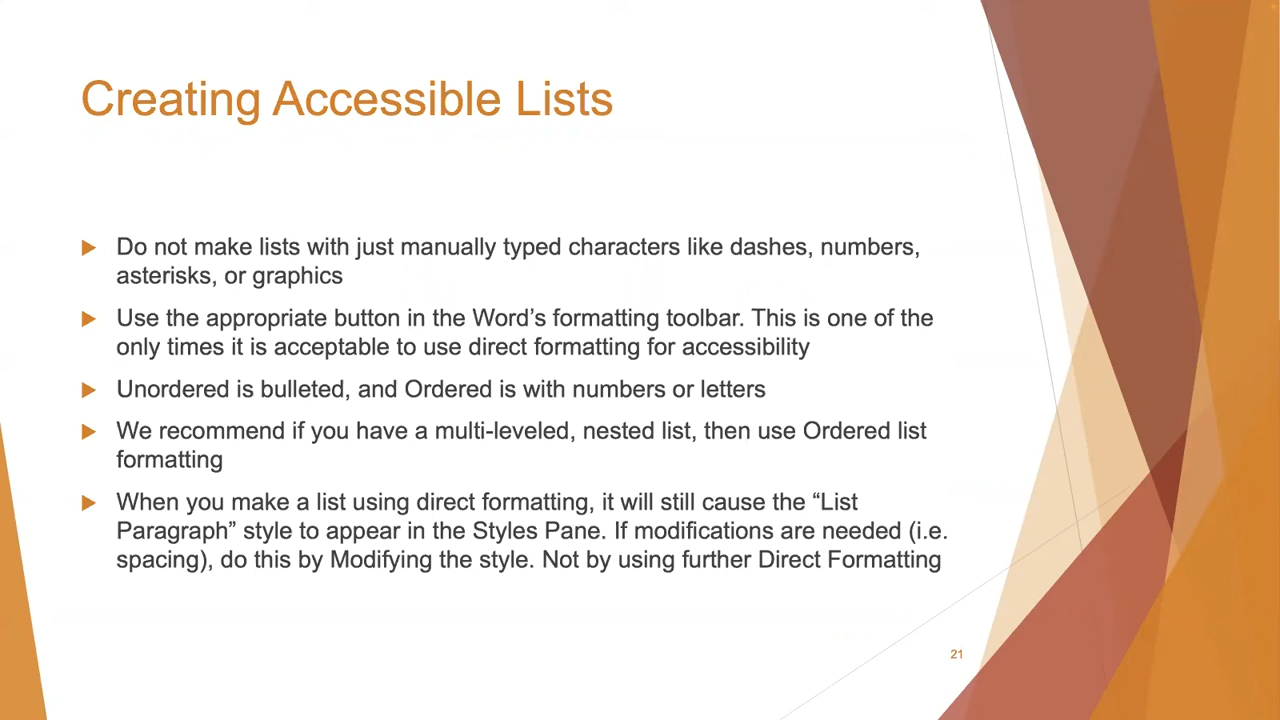 Creating Accessible Lists
Do not make lists with just manually typed characters like dashes, numbers,
asterisks, or graphics
Use the appropriate button in the Word’s formatting toolbar. This is one of the
only times it is acceptable to use direct formatting for accessibility
Unordered is bulleted, and Ordered is with numbers or letters
We recommend if you have a multi-leveled, nested list, then use Ordered list
formatting
When you make a list using direct formatting, it will still cause the “List
Paragraph” style to appear in the Styles Pane. If modifications are needed (i.e.
spacing), do this by Modifying the style. Not by using further Direct Formatting
21